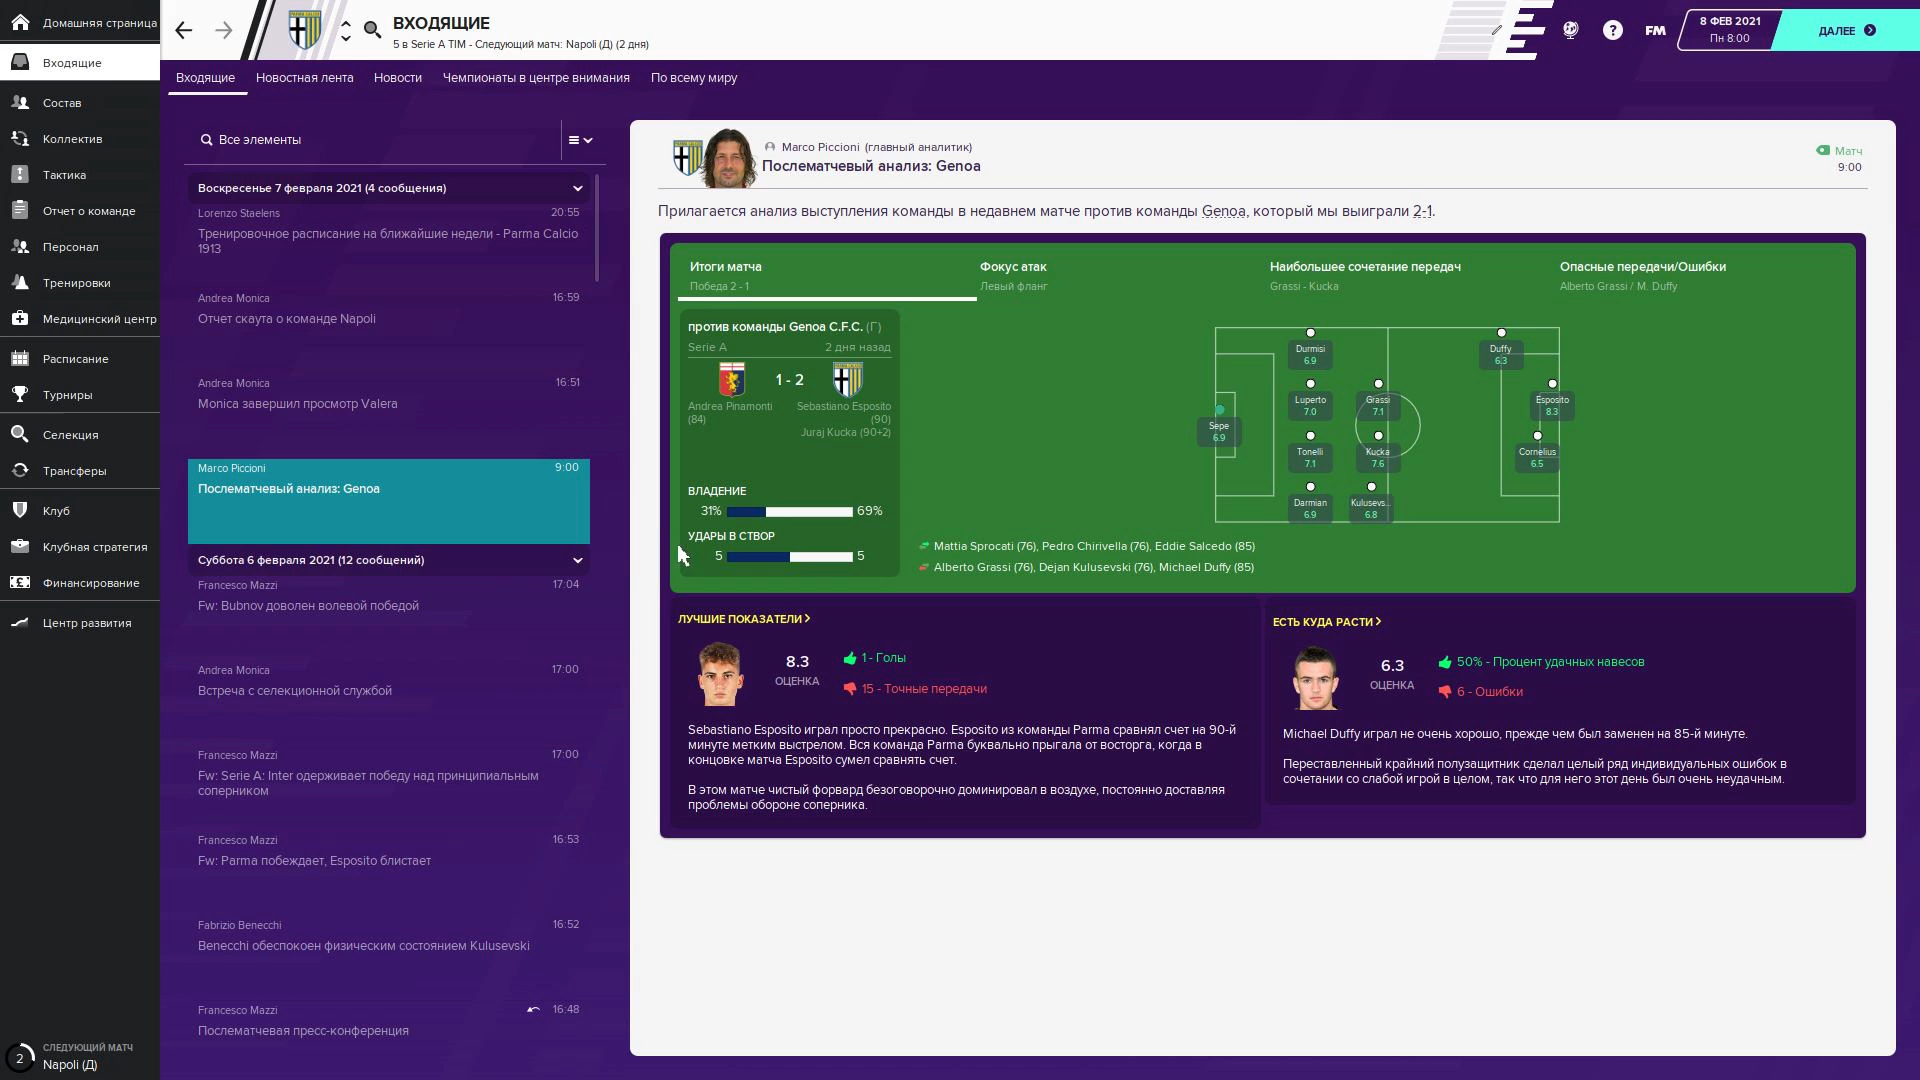 Домашняя страница
Входящие
Состав
Коллектив
Тактика
Отчет о команде
Персонал
Тренировки
Медицинский центр
Расписание
Турниры
Селекция
Трансферы
Клуб
Клубная стратегия
Финансирование
Центр развития
2
СЛЕДУЮЩИЙ МАТЧ
Napoli (Д)
ВХОДЯЩИЕ
5 в Serie A TIM - Следующий матч: Napoli (Д) (2 дня)
FM
8 ФЕВ 2021
Пн 8:00
ДАЛЕЕ
Входящие Новостная лента Новости Чемпионаты в центре внимания По всему миру
Все элементы
Воскресенье 7 февраля 2021 (4 сообщения)
Lorenzo Staelens 20:55
Тренировочное расписание на ближайшие недели - Parma Calcio
1913
Andrea Monica 16:59
Отчет скаута о команде Napoli
Andrea Monica 16:51
Monica завершил просмотр Valera
Marco Piccioni 9:00
Послематчевый анализ: Genoa
Суббота 6 февраля 2021 (12 сообщений)
Francesco Mazzi 17:04
Fw: Bubnov доволен волевой победой
Andrea Monica 17:00
Встреча с селекционной службой
Francesco Mazzi 17:00
Fw: Serie A: Inter одерживает победу над принципиальным
соперником
Francesco Mazzi 16:53
Fw: Parma побеждает, Esposito блистает
Fabrizio Benecchi 16:52
Benecchi обеспокоен физическим состоянием Kulusevski
Francesco Mazzi 16:48
Послематчевая пресс-конференция
Marco Piccioni (главный аналитик)
Послематчевый анализ: Genoa
Матч
9:00
Прилагается анализ выступления команды в недавнем матче против команды Genoa, который мы выиграли 2-1.
Итоги матча
Победа 2 - 1
Фокус атак
Левый фланг
Наибольшее сочетание передач
Grassi - Kucka
Опасные передачи/Ошибки
Alberto Grassi / M. Duffy
против команды Genoa C.F.C. (Г)
Serie A 2 дня назад
1 - 2
Andrea Pinamonti
(84)
Sebastiano Esposito
(90)
Juraj Kucka (90+2)
ВЛАДЕНИЕ
31% 69%
УДАРЫ В СТВОР
5 5
Durmisi
6.9
Duffy
6.3
Luperto
7.0
Grassi
7.1
Esposito
8.3
Sepe
6.9
Tonelli
7.1
Kucka
7.6
Cornelius
6.5
Darmian
6.9
Kulusevs...
6.8
Mattia Sprocati (76), Pedro Chirivella (76), Eddie Salcedo (85)
Alberto Grassi (76), Dejan Kulusevski (76), Michael Duffy (85)
ЛУЧШИЕ ПОКАЗАТЕЛИ
8.3
ОЦЕНКА
1 - Голы
15 - Точные передачи
Sebastiano Esposito играл просто прекрасно. Esposito из команды Parma сравнял счет на 90-й
минуте метким выстрелом. Вся команда Parma буквально прыгала от восторга, когда в
концовке матча Esposito сумел сравнять счет.
В этом матче чистый форвард безоговорочно доминировал в воздухе, постоянно доставляя
проблемы обороне соперника.
ЕСТЬ КУДА РАСТИ
6.3
ОЦЕНКА
50% - Процент удачных навесов
6 - Ошибки
Michael Duffy играл не очень хорошо, прежде чем был заменен на 85-й минуте.
Переставленный крайний полузащитник сделал целый ряд индивидуальных ошибок в
сочетании со слабой игрой в целом, так что для него этот день был очень неудачным.